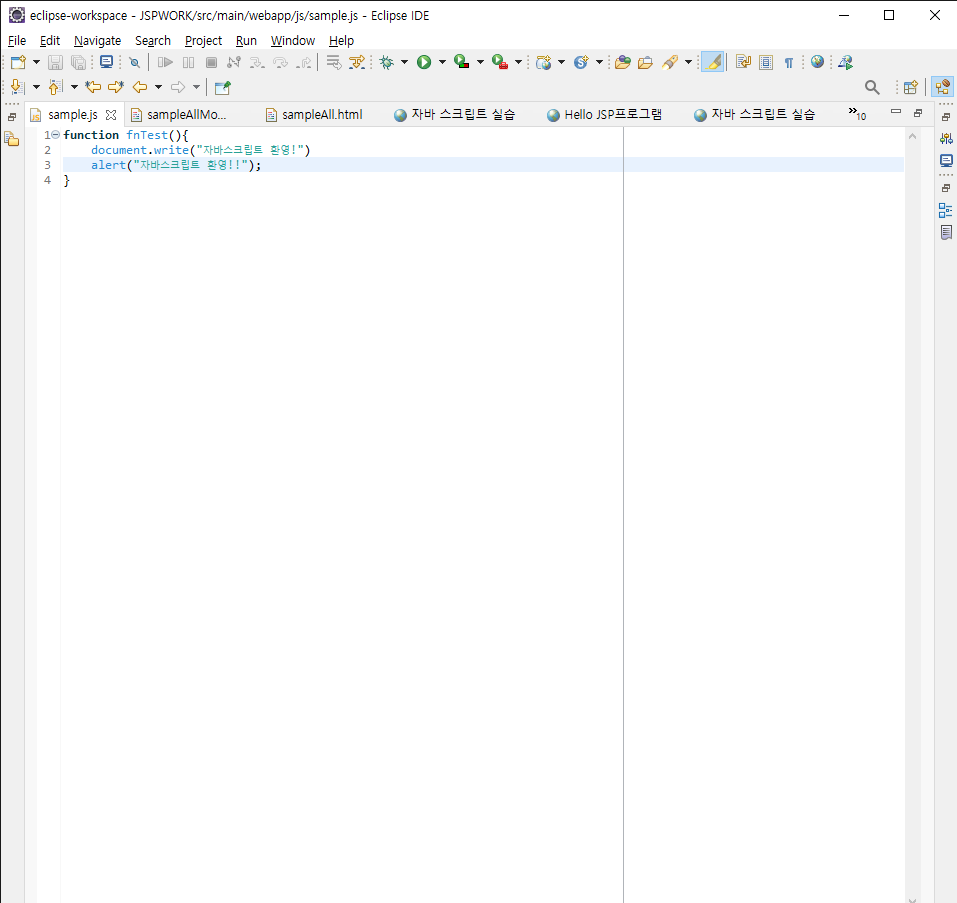 eclipse-workspace - JSPWORK/src/main/webapp/js/sample.js - Eclipse IDE
File Edit Navigate Search Project Run Window Help
sample.js sampleAllMo... sampleAll.html 자바 스크립트 실습 Hello JSP프로그램 자바 스크립트 실습 »10
1 function fnTest(){
2 document.write("자바스크립트 환영!")
3 alert("자바스크립트 환영!!");
4 }